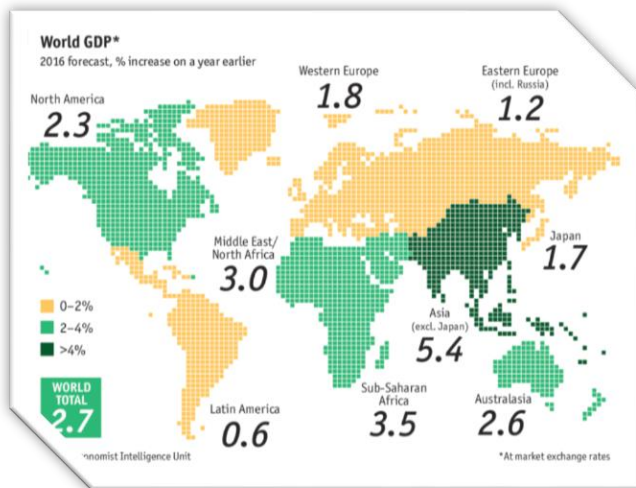 World GDP*
2016 forecast, % increase on a year earlier
North America
2.3
Western Europe
1.8
Eastern Europe
(incl. Russia)
1.2
Middle East/
North Africa
3.0
Japan
1.7
Asia
(excl. Japan)
5.4
0–2%
2–4%
>4%
WORLD
TOTAL
2.7
Latin America
0.6
Sub-Saharan
Africa
3.5
Australasia
2.6
Intelligence Unit
*At market exchange rates